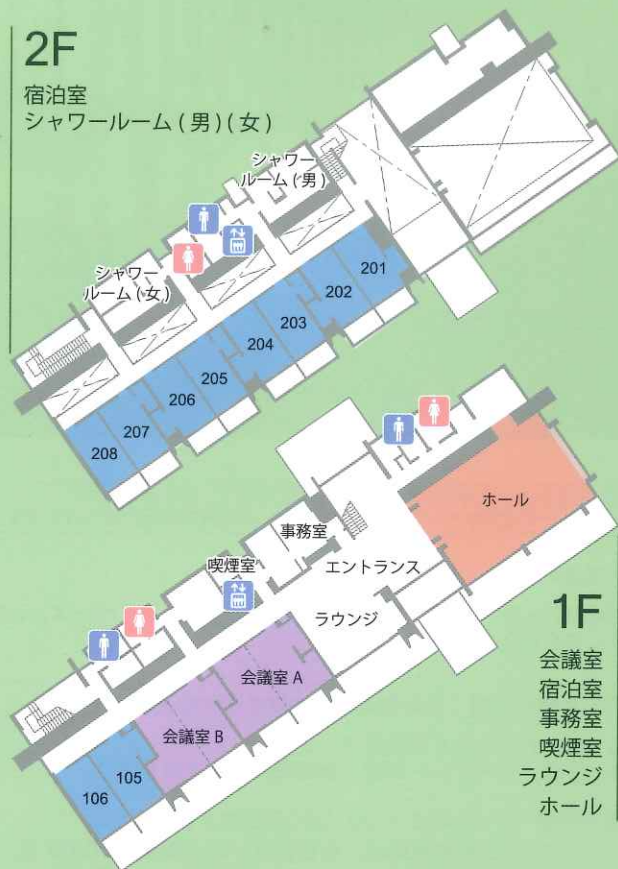 2F
宿泊室
シャワールーム ( 男 ) ( 女 )
シャワー
ルーム ( 男 )
シャワー
ルーム ( 女 )
201
202
203
204
205
206
207
208
ホール
事務室
喫煙室
エントランス
ラウンジ
会議室 A
会議室 B
105
106
1F
会議室
宿泊室
事務室
喫煙室
ラウンジ
ホール